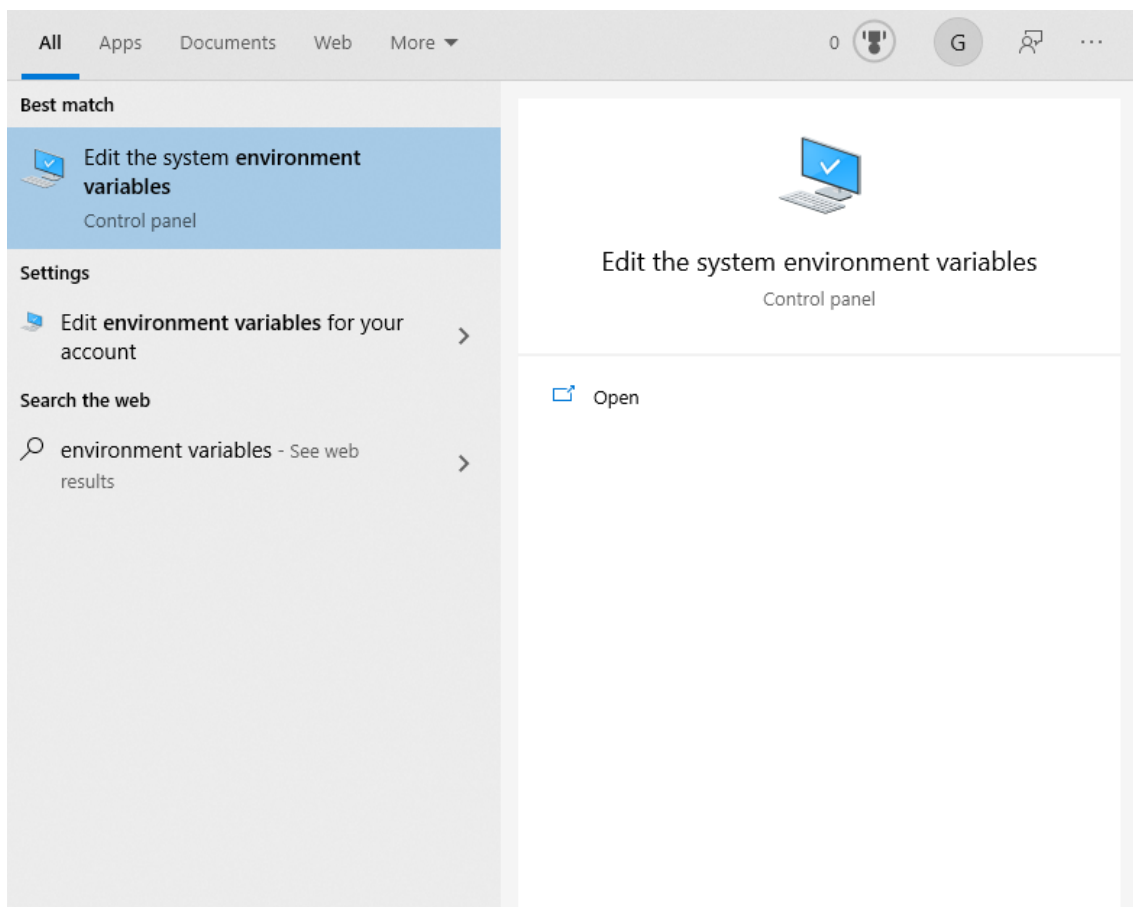 All Apps Documents Web More 0 G ...
Best match
Edit the system environment
variables
Control panel
Settings
Edit environment variables for your
account
Search the web
environment variables - See web
results
Edit the system environment variables
Control panel
Open